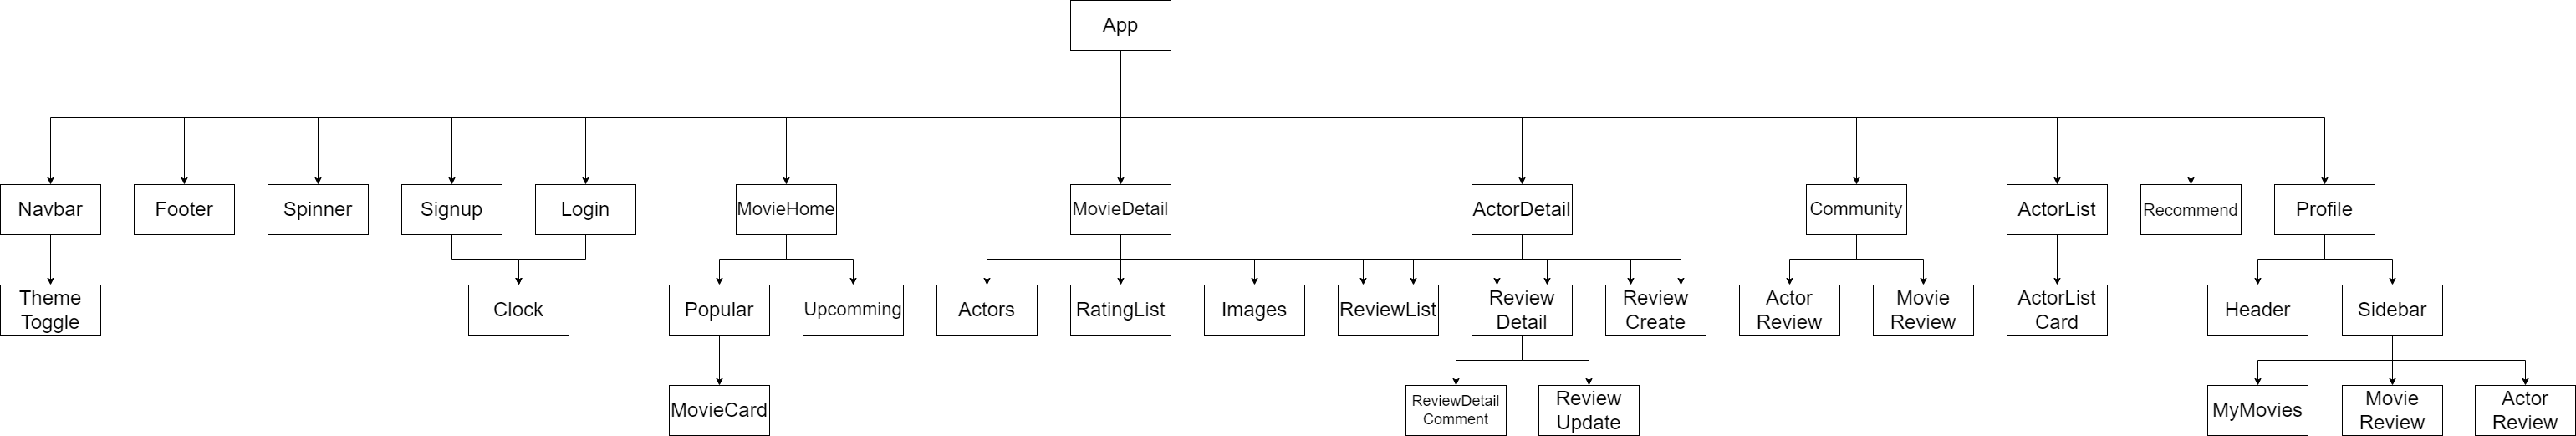 App
Navbar
Footer
Spinner
Signup
Login
MovieHome
MovieDetail
ActorDetail
Community
ActorList
Recommend
Profile
Theme
Toggle
Clock
Popular
Upcomming
Actors
RatingList
Images
ReviewList
Review
Detail
Review
Create
Actor
Review
Movie
Review
ActorList
Card
Header
Sidebar
MovieCard
ReviewDetail
Comment
Review
Update
MyMovies
Movie
Review
Actor
Review